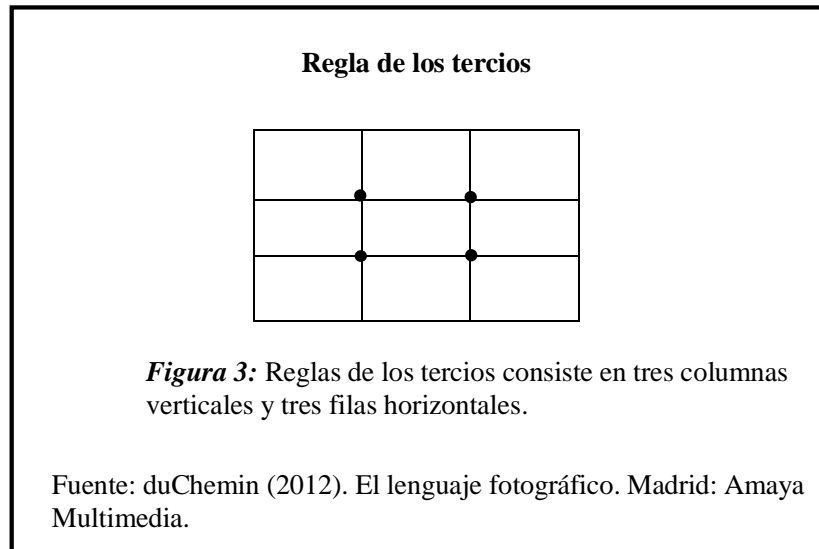 Regla de los tercios
Figura 3: Reglas de los tercios consiste en tres columnas
verticales y tres filas horizontales.
Fuente: duChemin (2012). El lenguaje fotográfico. Madrid: Amaya
Multimedia.